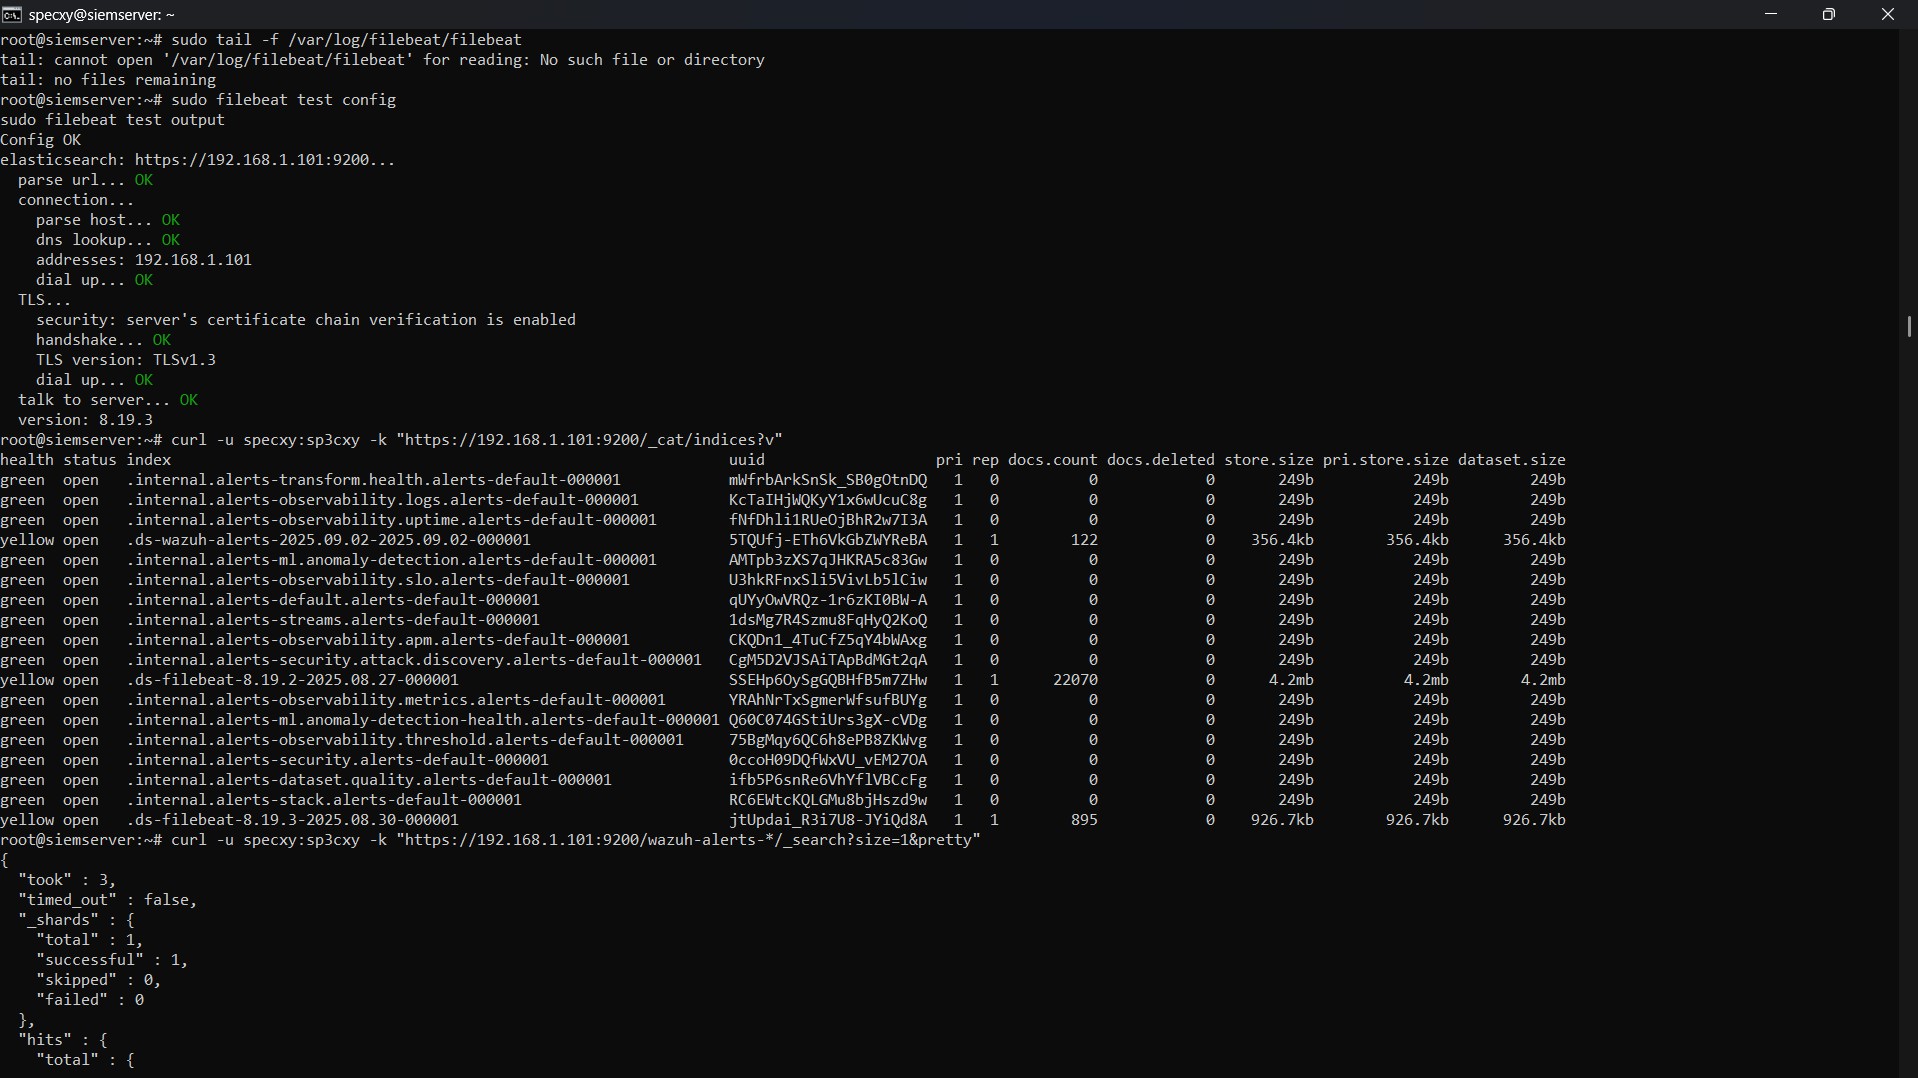 specxy@siemserver: ~
root@siemserver:~# sudo tail -f /var/log/filebeat/filebeat
tail: cannot open '/var/log/filebeat/filebeat' for reading: No such file or directory
tail: no files remaining
root@siemserver:~# sudo filebeat test config
sudo filebeat test output
Config OK
elasticsearch: https://192.168.1.101:9200...
  parse url... OK
  connection...
    parse host... OK
    dns lookup... OK
    addresses: 192.168.1.101
    dial up... OK
  TLS...
    security: server's certificate chain verification is enabled
    handshake... OK
    TLS version: TLSv1.3
    dial up... OK
  talk to server... OK
  version: 8.19.3
root@siemserver:~# curl -u specxy:sp3cxy -k "https://192.168.1.101:9200/_cat/indices?v"
health status index uuid pri rep docs.count docs.deleted store.size pri.store.size dataset.size
green open .internal.alerts-transform.health.alerts-default-000001 mWfrbArkSnSk_SB0gOtnDQ 1 0 0 0 249b 249b 249b
green open .internal.alerts-observability.logs.alerts-default-000001 KcTaIHjWQKyY1x6wUcuC8g 1 0 0 0 249b 249b 249b
green open .internal.alerts-observability.uptime.alerts-default-000001 fNfDhli1RUeOjBhR2w7I3A 1 0 0 0 249b 249b 249b
yellow open .ds-wazuh-alerts-2025.09.02-2025.09.02-000001 5TQUfj-ETh6VkGbZWYReBA 1 1 122 0 356.4kb 356.4kb 356.4kb
green open .internal.alerts-ml.anomaly-detection.alerts-default-000001 AMTpb3zXS7qJHKRA5c83Gw 1 0 0 0 249b 249b 249b
green open .internal.alerts-observability.slo.alerts-default-000001 U3hkRFnxSli5VivLb5lCiw 1 0 0 0 249b 249b 249b
green open .internal.alerts-default.alerts-default-000001 qUYyOwVRQz-1r6zKI0BW-A 1 0 0 0 249b 249b 249b
green open .internal.alerts-streams.alerts-default-000001 1dsMg7R4Szmu8FqHyQ2KoQ 1 0 0 0 249b 249b 249b
green open .internal.alerts-observability.apm.alerts-default-000001 CKQDn1_4TuCfZ5qY4bWAxg 1 0 0 0 249b 249b 249b
green open .internal.alerts-security.attack.discovery.alerts-default-000001 CgM5D2VJSAiTApBdMGt2qA 1 0 0 0 249b 249b 249b
yellow open .ds-filebeat-8.19.2-2025.08.27-000001 SSEHp6OySgGQBHfB5m7ZHw 1 1 22070 0 4.2mb 4.2mb 4.2mb
green open .internal.alerts-observability.metrics.alerts-default-000001 YRAhNrTxSgmerWfsufBUYg 1 0 0 0 249b 249b 249b
green open .internal.alerts-ml.anomaly-detection-health.alerts-default-000001 Q60C074GStiUrs3gX-cVDg 1 0 0 0 249b 249b 249b
green open .internal.alerts-observability.threshold.alerts-default-000001 75BgMqy6QC6h8ePB8ZKWvg 1 0 0 0 249b 249b 249b
green open .internal.alerts-security.alerts-default-000001 0ccoH09DQfWxVU_vEM27OA 1 0 0 0 249b 249b 249b
green open .internal.alerts-dataset.quality.alerts-default-000001 ifb5P6snRe6VhYflVBCcFg 1 0 0 0 249b 249b 249b
green open .internal.alerts-stack.alerts-default-000001 RC6EWtcKQLGMu8bjHszd9w 1 0 0 0 249b 249b 249b
yellow open .ds-filebeat-8.19.3-2025.08.30-000001 jtUpdai_R3i7U8-JYiQd8A 1 1 895 0 926.7kb 926.7kb 926.7kb
root@siemserver:~# curl -u specxy:sp3cxy -k "https://192.168.1.101:9200/wazuh-alerts-*/_search?size=1&pretty"
{
  "took" : 3,
  "timed_out" : false,
  "_shards" : {
    "total" : 1,
    "successful" : 1,
    "skipped" : 0,
    "failed" : 0
  },
  "hits" : {
    "total" : {